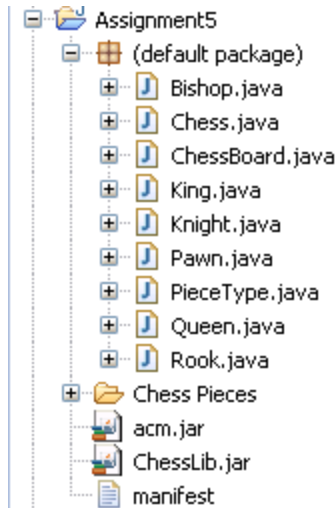 Assignment5
(default package)
Bishop.java
Chess.java
ChessBoard.java
King.java
Knight.java
Pawn.java
PieceType.java
Queen.java
Rook.java
Chess Pieces
acm.jar
ChessLib.jar
manifest